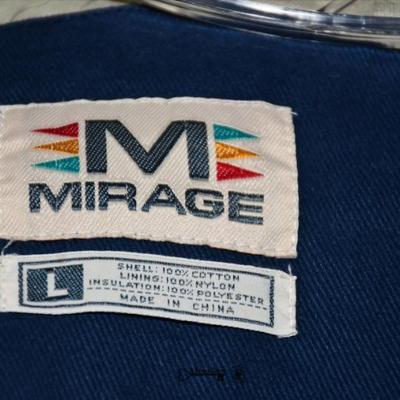 M
MIRAGE
L
SHELL: 100% COTTON
LINING: 100% NYLON
INSULATION: 100% POLYESTER
MADE IN CHINA